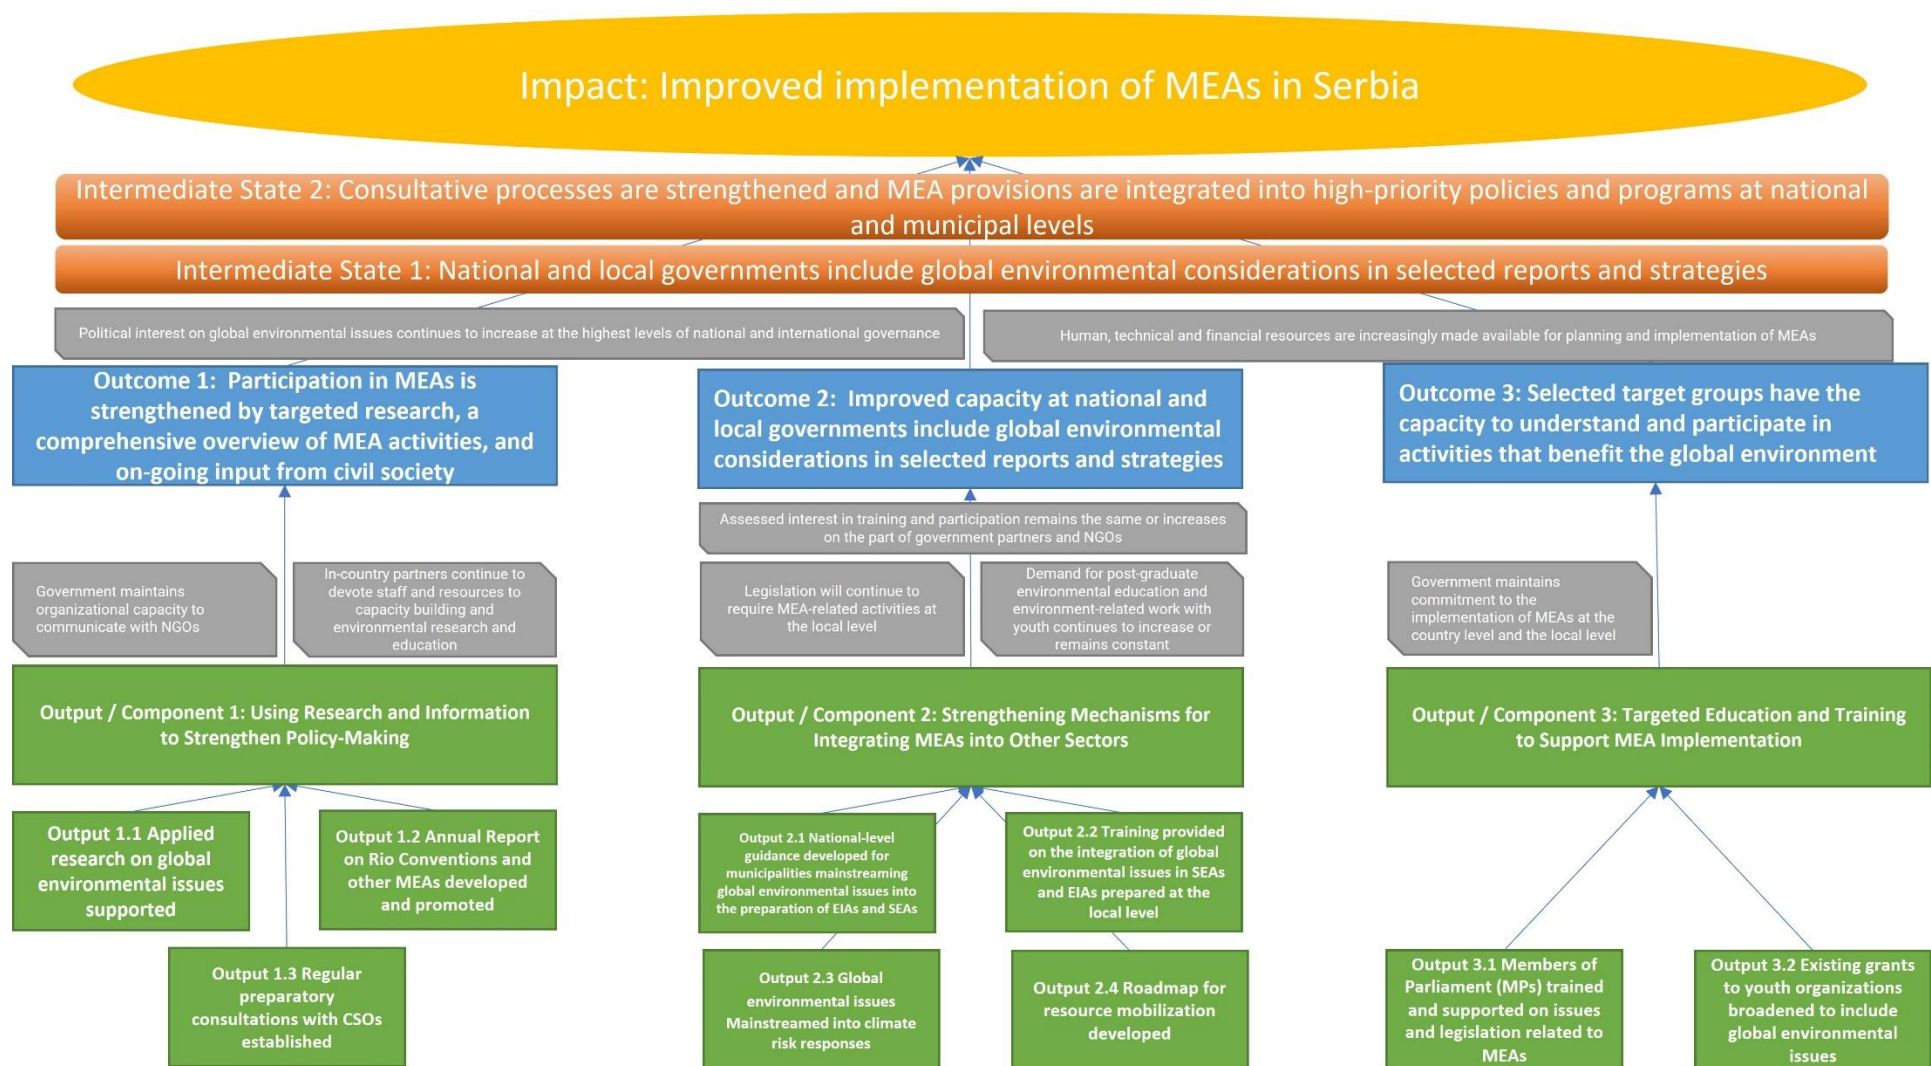 Impact: Improved implementation of MEAs in Serbia
Intermediate State 2: Consultative processes are strengthened and MEA provisions are integrated into high-priority policies and programs at national
and municipal levels
Intermediate State 1: National and local governments include global environmental considerations in selected reports and strategies
Political interest on global environmental issues continues to increase at the highest levels of national and international governance
Human, technical and financial resources are increasingly made available for planning and implementation of MEAs
Outcome 1:  Participation in MEAs is
strengthened by targeted research, a
comprehensive overview of MEA activities, and
on-going input from civil society
Outcome 2:  Improved capacity at national and
local governments include global environmental
considerations in selected reports and strategies
Outcome 3: Selected target groups have the
capacity to understand and participate in
activities that benefit the global environment
Assessed interest in training and participation remains the same or increases
on the part of government partners and NGOs
Government maintains
organizational capacity to
communicate with NGOs
In-country partners continue to
devote staff and resources to
capacity building and
environmental research and
education
Legislation will continue to
require MEA-related activities at
the local level
Demand for post-graduate
environmental education and
environment-related work with
youth continues to increase or
remains constant
Government maintains
commitment to the
implementation of MEAs at the
country level and the local level
Output / Component 1: Using Research and Information
to Strengthen Policy-Making
Output / Component 2: Strengthening Mechanisms for
Integrating MEAs into Other Sectors
Output / Component 3: Targeted Education and Training
to Support MEA Implementation
Output 1.1 Applied
research on global
environmental issues
supported
Output 1.2 Annual Report
on Rio Conventions and
other MEAs developed
and promoted
Output 1.3 Regular
preparatory
consultations with CSOs
established
Output 2.1 National-level
guidance developed for
municipalities mainstreaming
global environmental issues into
the preparation of EIAs and SEAs
Output 2.2 Training provided
on the integration of global
environmental issues in SEAs
and EIAs prepared at the
local level
Output 2.3 Global
environmental issues
Mainstreamed into climate
risk responses
Output 2.4 Roadmap for
resource mobilization
developed
Output 3.1 Members of
Parliament (MPs) trained
and supported on issues
and legislation related to
MEAs
Output 3.2 Existing grants
to youth organizations
broadened to include
global environmental
issues